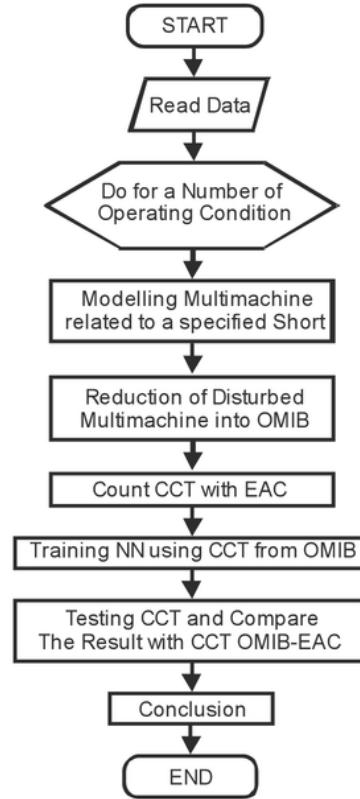 START
Read Data
Do for a Number of
Operating Condition
Modelling Multimachine
related to a specified Short
Reduction of Disturbed
Multimachine into OMIB
Count CCT with EAC
Training NN using CCT from OMIB
Testing CCT and Compare
The Result with CCT OMIB-EAC
Conclusion
END